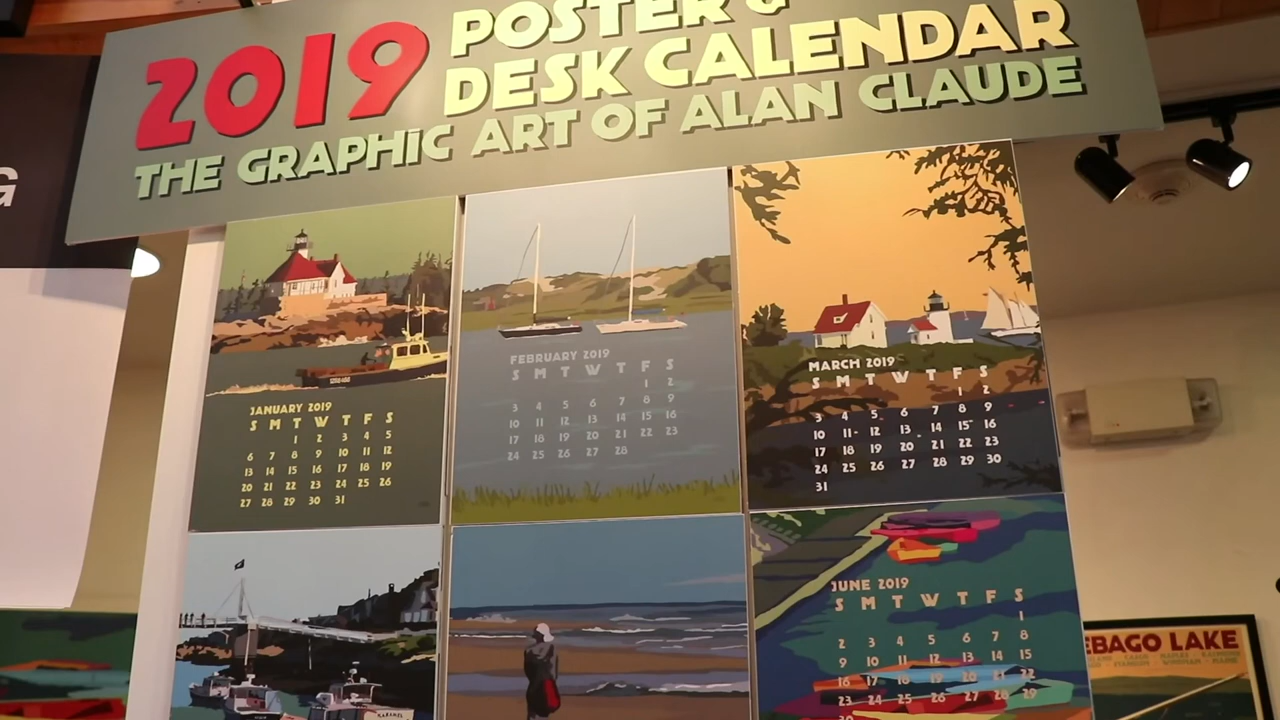 2019 POSTER &
DESK CALENDAR
THE GRAPHIC ART OF ALAN CLAUDE
G
JANUARY 2019
S M T W T F S
1 2 3 4 5
6 7 8 9 10 11 12
13 14 15 16 17 18 19
20 21 22 23 24 25 26
27 28 29 30 31
FEBRUARY 2019
S M T W T F S
1 2
3 4 5 6 7 8 9
10 11 12 13 14 15 16
17 18 19 20 21 22 23
24 25 26 27 28
MARCH 2019
S M T W T F S
1 2
3 4 5 6 7 8 9
10 11 12 13 14 15 16
17 18 19 20 21 22 23
24 25 26 27 28 29 30
31
JUNE 2019
S M T W T F S
1
2 3 4 5 6 7 8
9 10 11 12 13 14 15
16 17 18 19 20 21 22
23 24 25 26 27 28 29
30
EBAGO LAKE